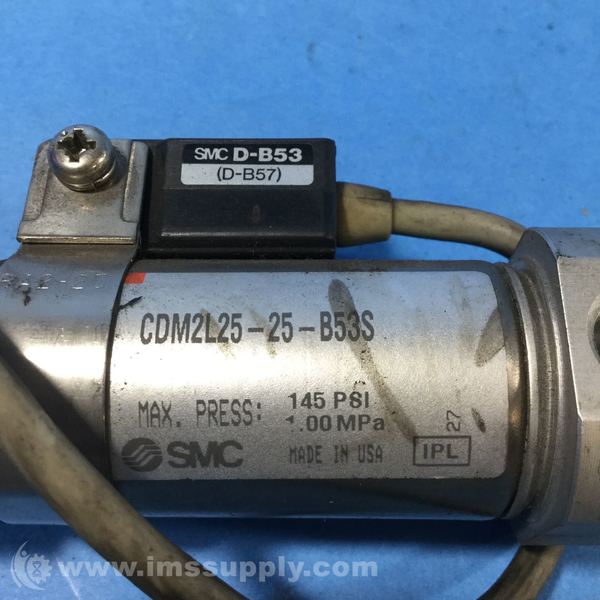 SMC D-B53
(D-B57)
CDM2L25-25-B53S
MAX. PRESS: 145 PSI
1.00 MPa
SMC MADE IN USA IPL 27
www.imssupply.com